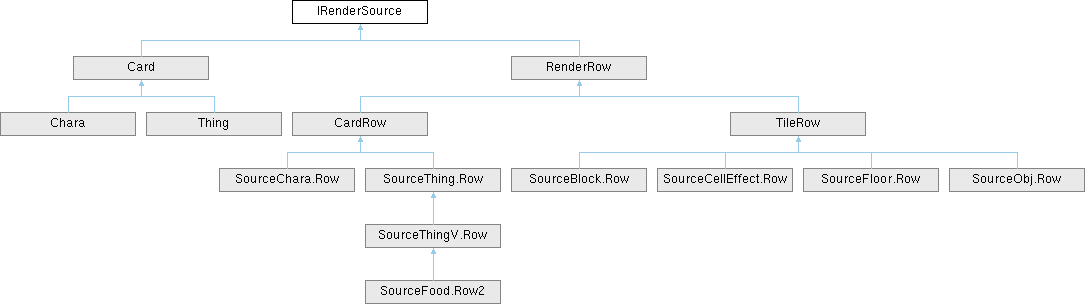 IRenderSource
Card
RenderRow
Chara
Thing
CardRow
TileRow
SourceChara.Row
SourceThing.Row
SourceBlock.Row
SourceCellEffect.Row
SourceFloor.Row
SourceObj.Row
SourceThingV.Row
SourceFood.Row2